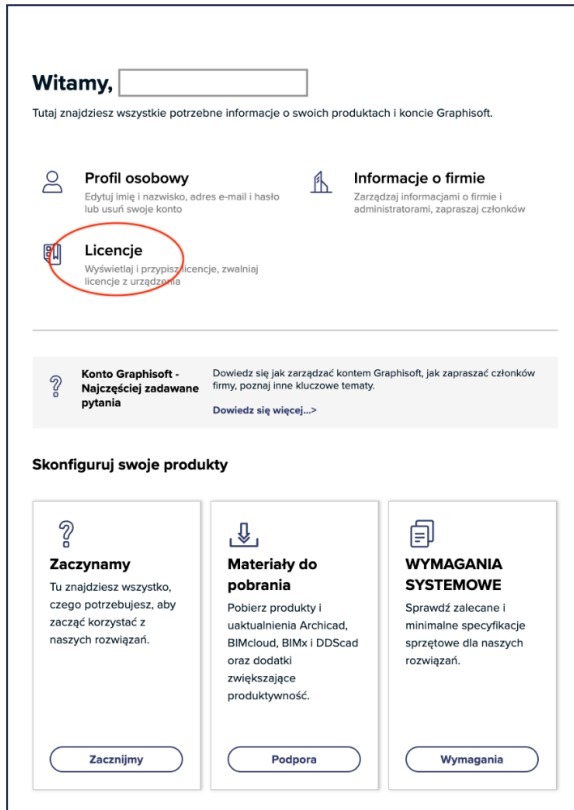 Witamy,
Tutaj znajdziesz wszystkie potrzebne informacje o swoich produktach i koncie Graphisoft.
Profil osobowy
Edytuj imię i nazwisko, adres e-mail i hasło
lub usuń swoje konto
Informacje o firmie
Zarządzaj informacjami o firmie i
administratorami, zapraszaj członków
Licencje
Wyświetlaj i przypisz licencje, zwalniaj
licencje z urządzenia
Konto Graphisoft -
Najczęściej zadawane
pytania
Dowiedz się jak zarządzać kontem Graphisoft, jak zapraszać członków
firmy, poznaj inne kluczowe tematy.
Dowiedz się więcej...>
Skonfiguruj swoje produkty
Zaczynamy
Tu znajdziesz wszystko,
czego potrzebujesz, aby
zacząć korzystać z
naszych rozwiązań.
Zacznijmy
Materiały do
pobrania
Pobierz produkty i
uaktualnienia Archicad,
BIMcloud, BIMx i DDScad
oraz dodatki
zwiększające
produktywność.
Podpora
WYMAGANIA
SYSTEMOWE
Sprawdź zalecane i
minimalne specyfikacje
sprzętowe dla naszych
rozwiązań.
Wymagania